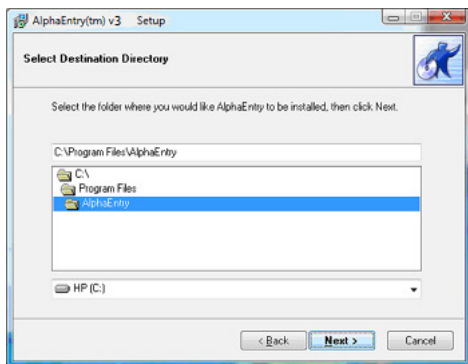 AlphaEntry(tm) v3 Setup
Select Destination Directory
Select the folder where you would like AlphaEntry to be installed, then click Next.
C:\Program Files\AlphaEntry
C:\
Program Files
AlphaEntry
HP (C:)
< Back Next > Cancel